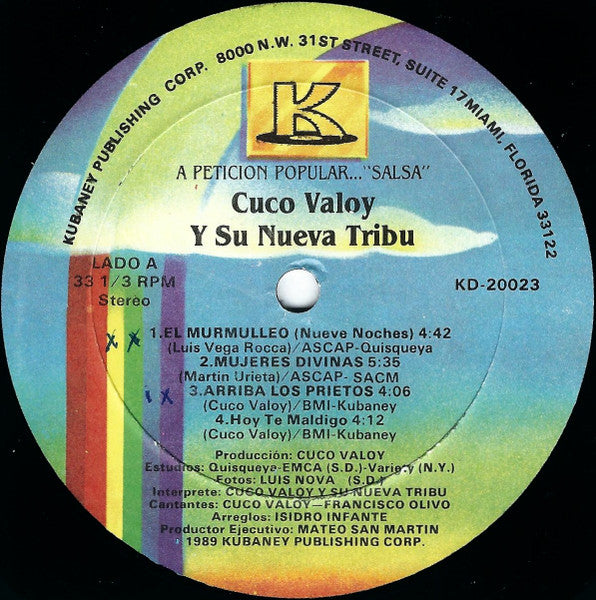 KUBANEY PUBLISHING CORP. 8000 N.W. 31ST STREET, SUITE 17 MIAMI, FLORIDA 33122
K
A PETICION POPULAR..."SALSA"
Cuco Valoy
Y Su Nueva Tribu
LADO A
33 1/3 RPM
Stereo
KD-20023
1.EL MURMULLEO (Nueve Noches) 4:42
(Luis Vega Rocca)/ASCAP-Quisqueya
2.MUJERES DIVINAS 5:35
(Martin Urieta)/ASCAP- SACM
3.ARRIBA LOS PRIETOS 4:06
(Cuco Valoy)/BMI-Kubaney
4.Hoy Te Maldigo 4:12
(Cuco Valoy)/BMI-Kubaney
Producción: CUCO VALOY
Estudios: Quisqueya-EMCA (S.D.)-Variety (N.Y.)
Fotos: LUIS NOVA (S.D.)
Interprete: CUCO VALOY Y SU NUEVA TRIBU
Cantantes: CUCO VALOY—FRANCISCO OLIVO
Arreglos: ISIDRO INFANTE
Productor Ejecutivo: MATEO SAN MARTIN
1989 KUBANEY PUBLISHING CORP.